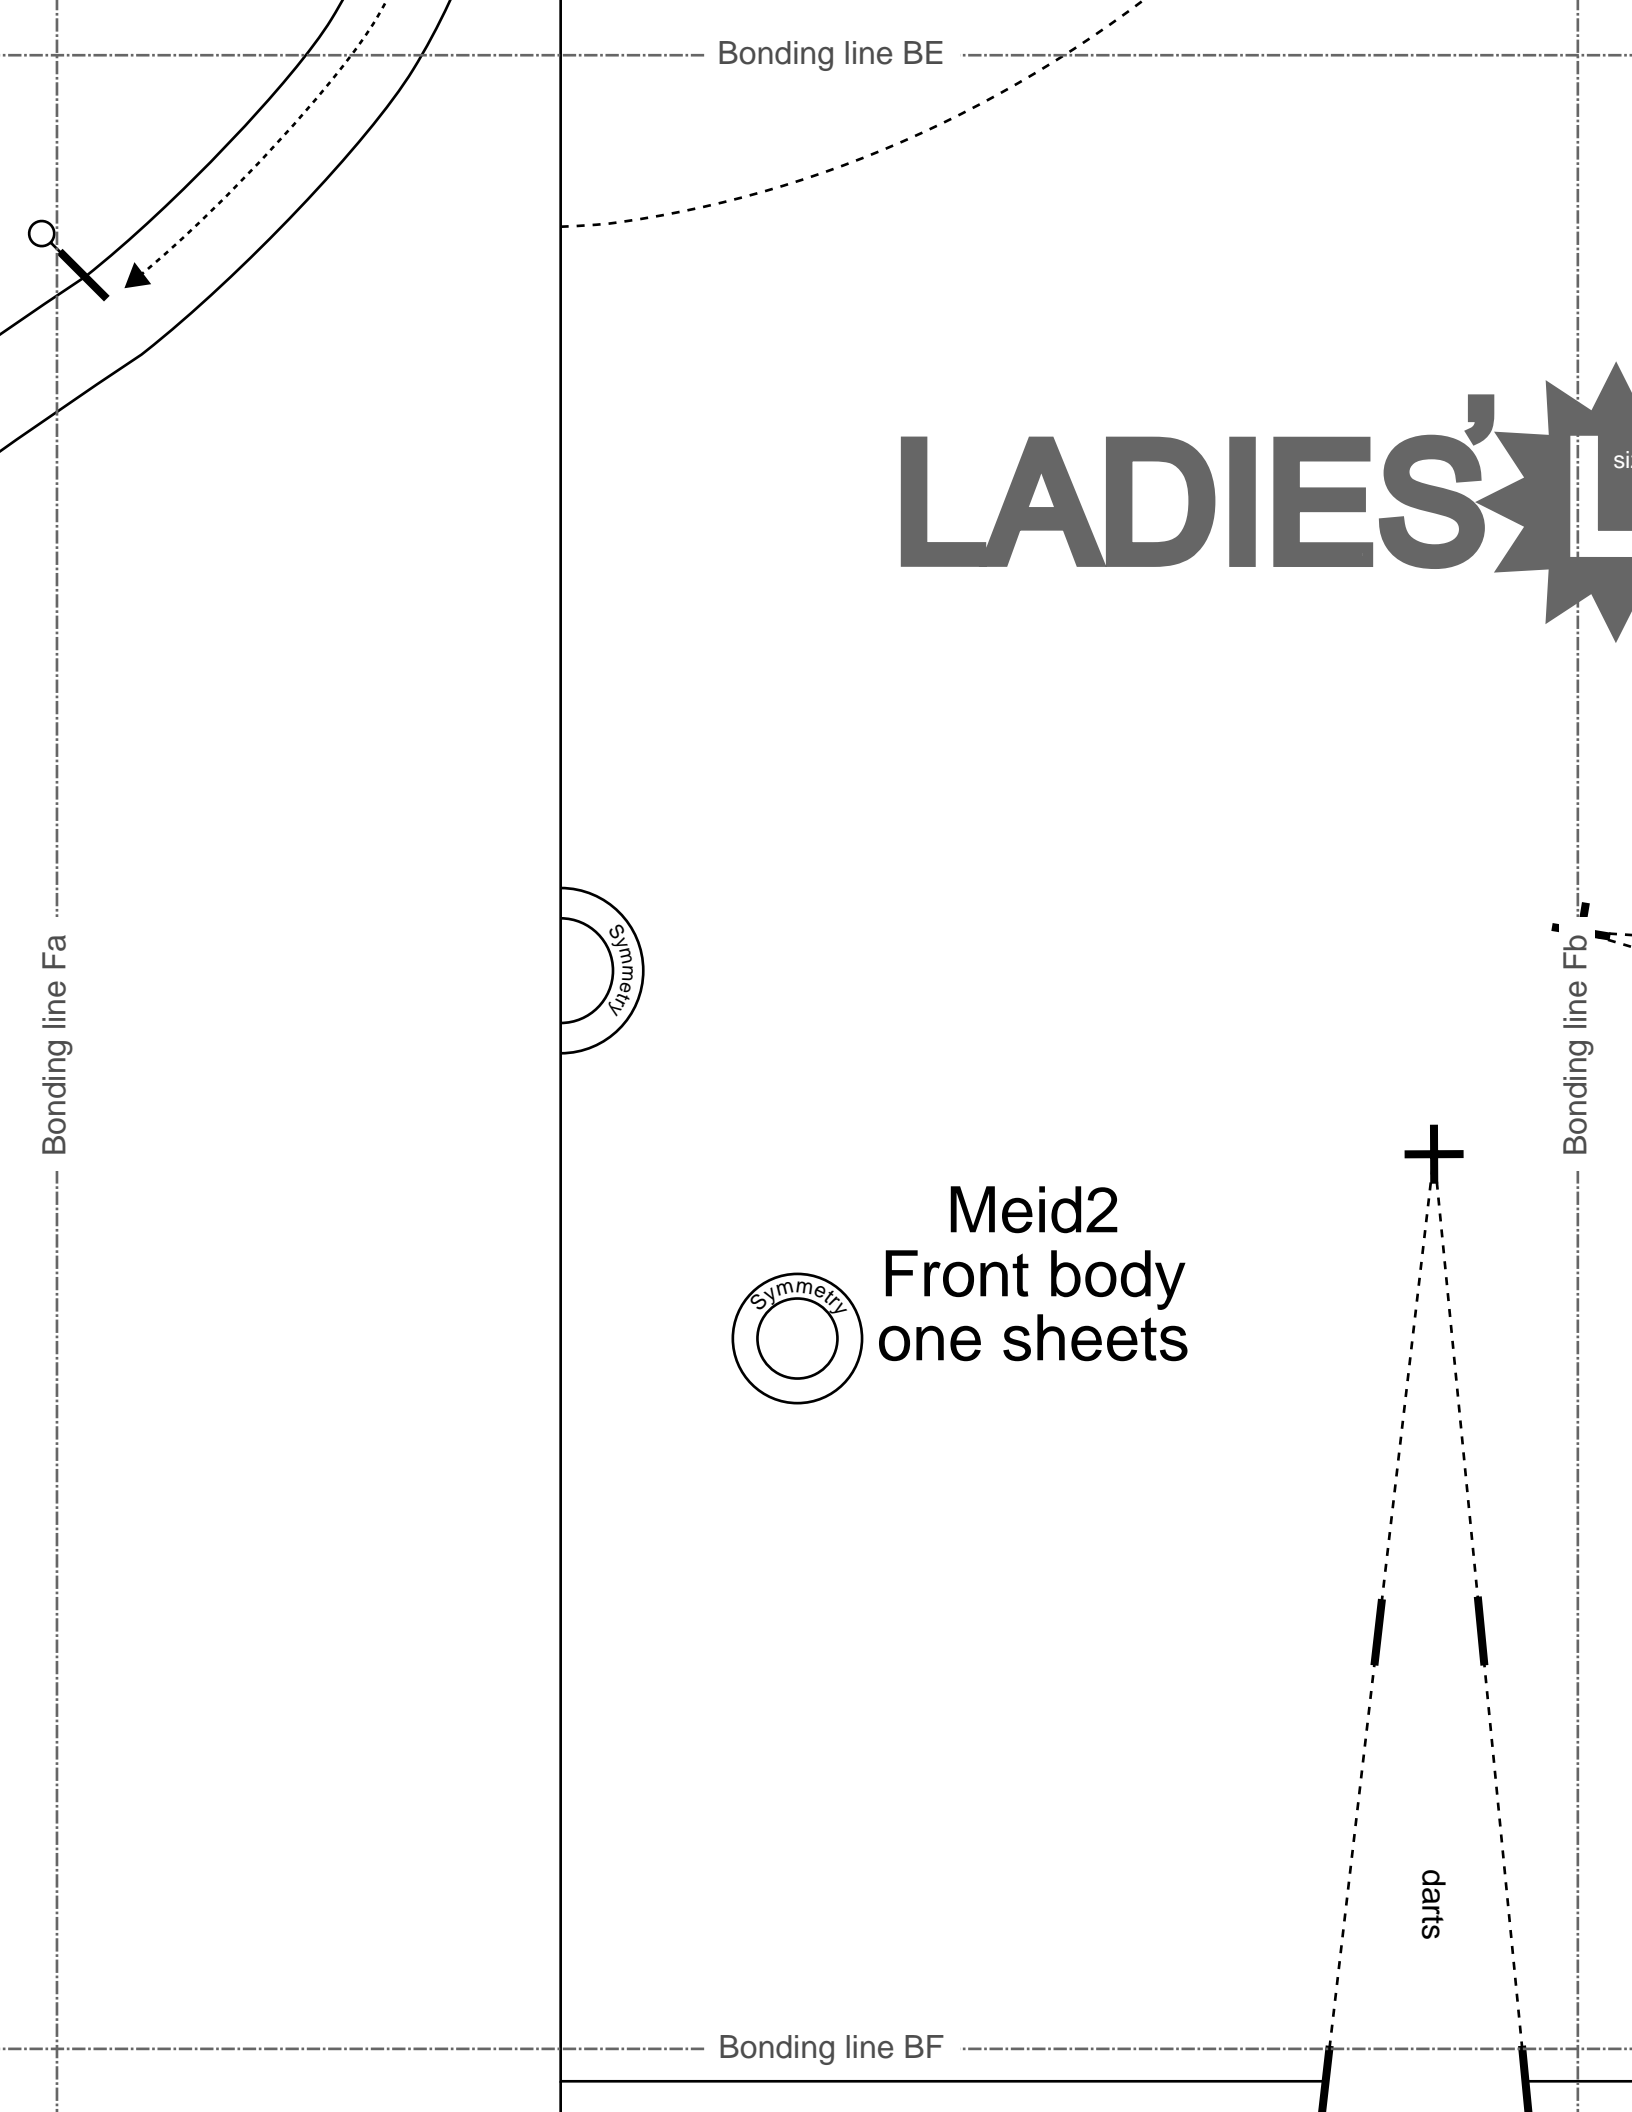 Bonding line BE
LADIES’
L
Symmetry
Bonding line Fa
Bonding line Fb
Meid2
Front body
one sheets
Symmetry
darts
Bonding line BF